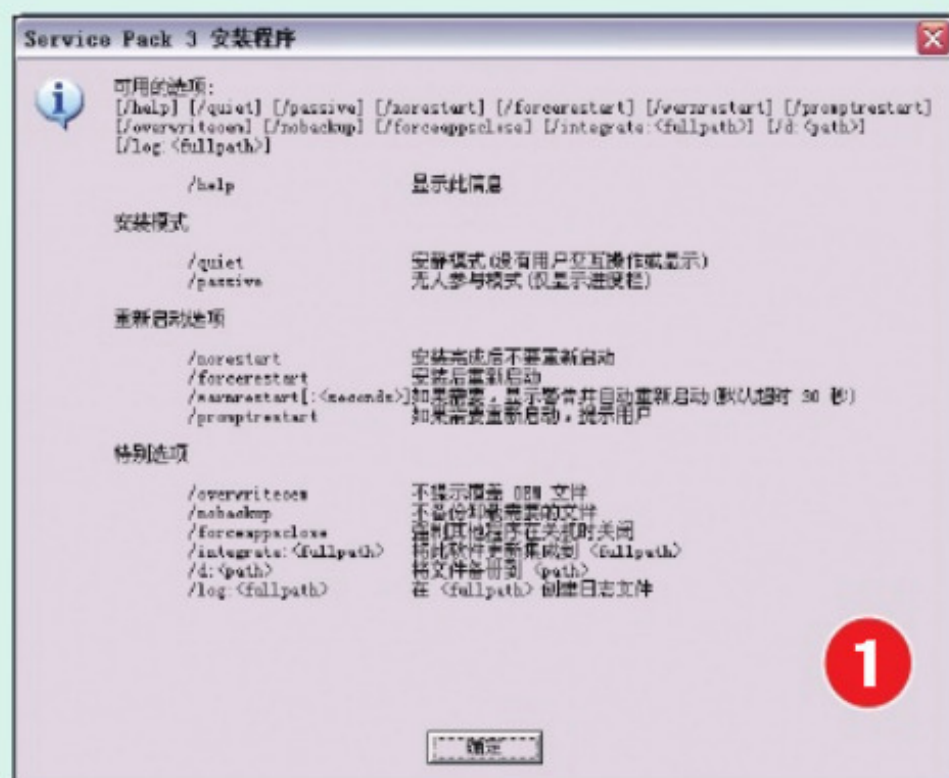 Service Pack 3 安装程序
可用的选项:
[/help] [/quiet] [/passive] [/norestart] [/forcerestart] [/warnrestart] [/promptrestart]
[/overwriteoem] [/nobackup] [/forceappsclose] [/integrate:<fullpath>] [/d:<path>]
[/log:<fullpath>]
/help 显示此信息
安装模式
/quiet 安静模式(没有用户交互操作或显示)
/passive 无人参与模式(仅显示进度栏)
重新启动选项
/norestart 安装完成后不要重新启动
/forcerestart 安装后重新启动
/warnrestart[:<seconds>]如果需要，显示警告并自动重新启动(默认超时 30 秒)
/promptrestart 如果需要重新启动，提示用户
特别选项
/overwriteoem 不提示覆盖 OEM 文件
/nobackup 不备份卸载需要的文件
/forceappsclose 强制其他程序在关机时关闭
/integrate:<fullpath> 将此软件更新集成到 <fullpath>
/d:<path> 将文件备份到 <path>
/log:<fullpath> 在 <fullpath> 创建日志文件
1
确定